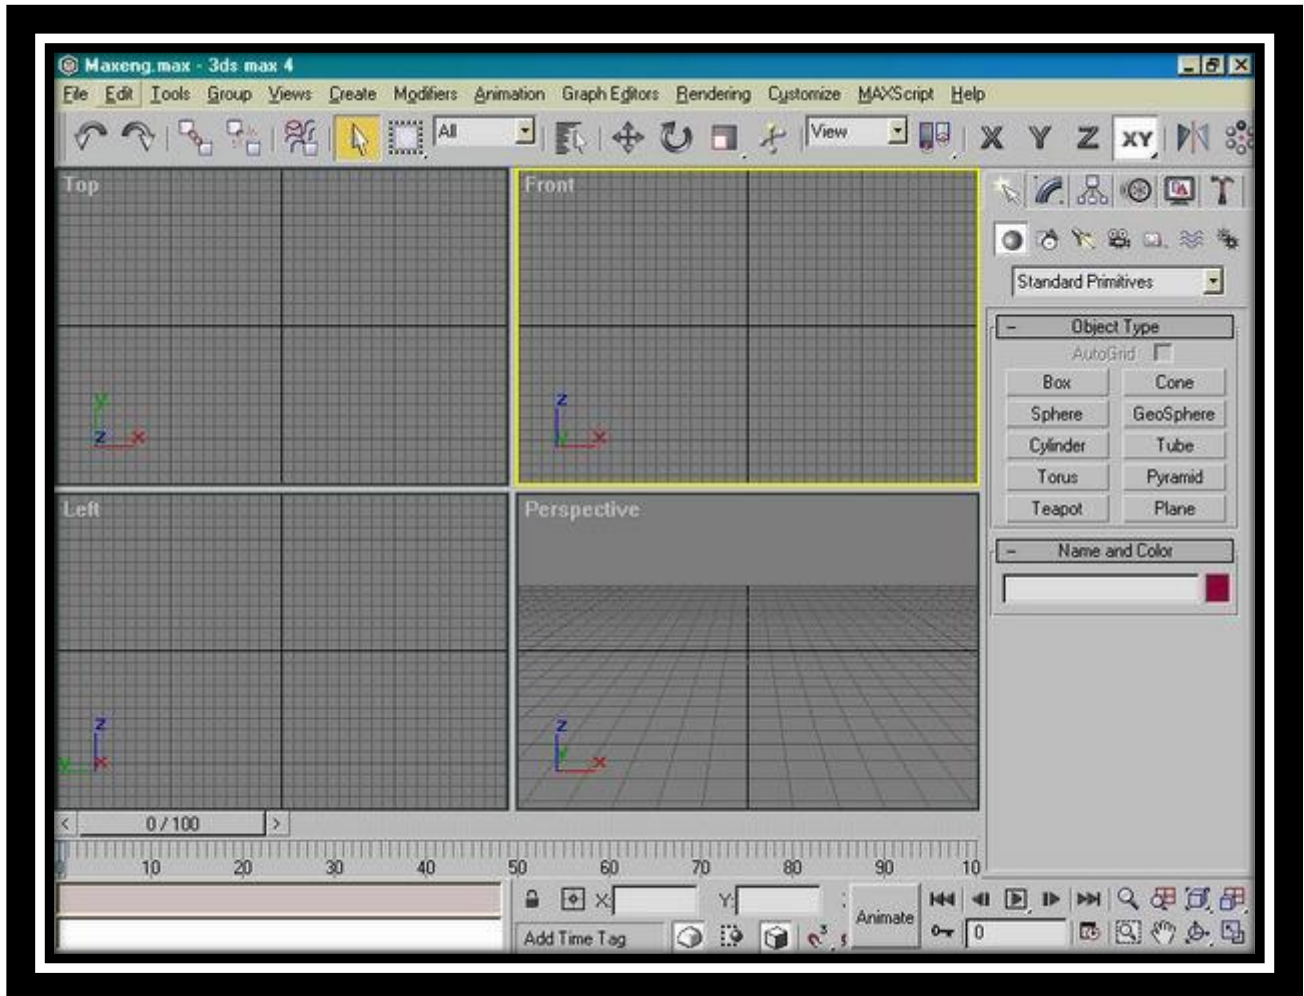 Maxeng.max - 3ds max 4
File Edit Tools Group Views Create Modifiers Animation Graph Editors Rendering Customize MAXScript Help
All View X Y Z XY
Top Front
Standard Primitives
Object Type
AutoGrid
Box Cone
Sphere GeoSphere
Cylinder Tube
Torus Pyramid
Teapot Plane
y
z x
z
y x
Left Perspective
Name and Color
z
y x
z
y x
< 0 / 100 >
10 20 30 40 50 60 70 80 90 10
X: Y:
Animate
Add Time Tag 3 0